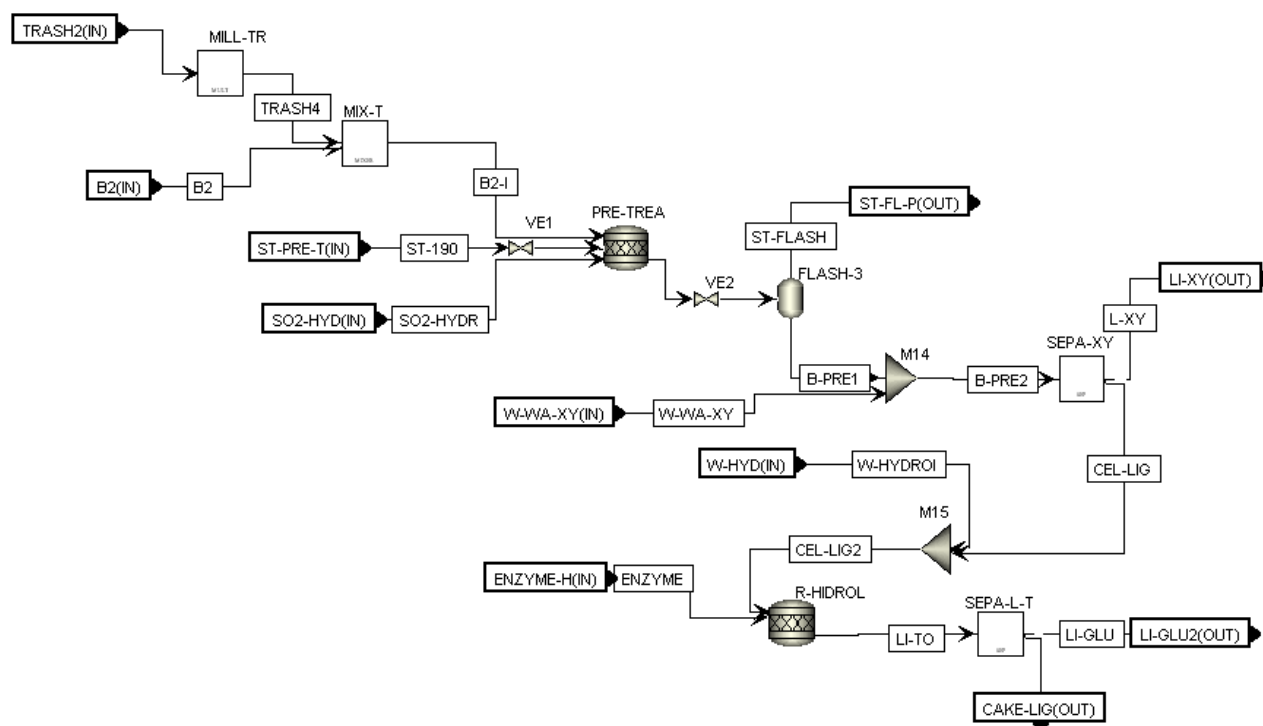 TRASH2(IN)
MILL-TR
TRASH4
MIX-T
B2(IN)
B2
B2-I
ST-FL-P(OUT)
PRE-TREA
VE1
ST-FLASH
ST-PRE-T(IN)
ST-190
VE2
FLASH-3
LI-XY(OUT)
SO2-HYD(IN)
SO2-HYDR
L-XY
SEPA-XY
M14
B-PRE1
B-PRE2
W-WA-XY(IN)
W-WA-XY
W-HYD(IN)
W-HYDROI
CEL-LIG
M15
CEL-LIG2
ENZYME-H(IN)
ENZYME
R-HIDROL
SEPA-L-T
LI-TO
LI-GLU
LI-GLU2(OUT)
CAKE-LIG(OUT)